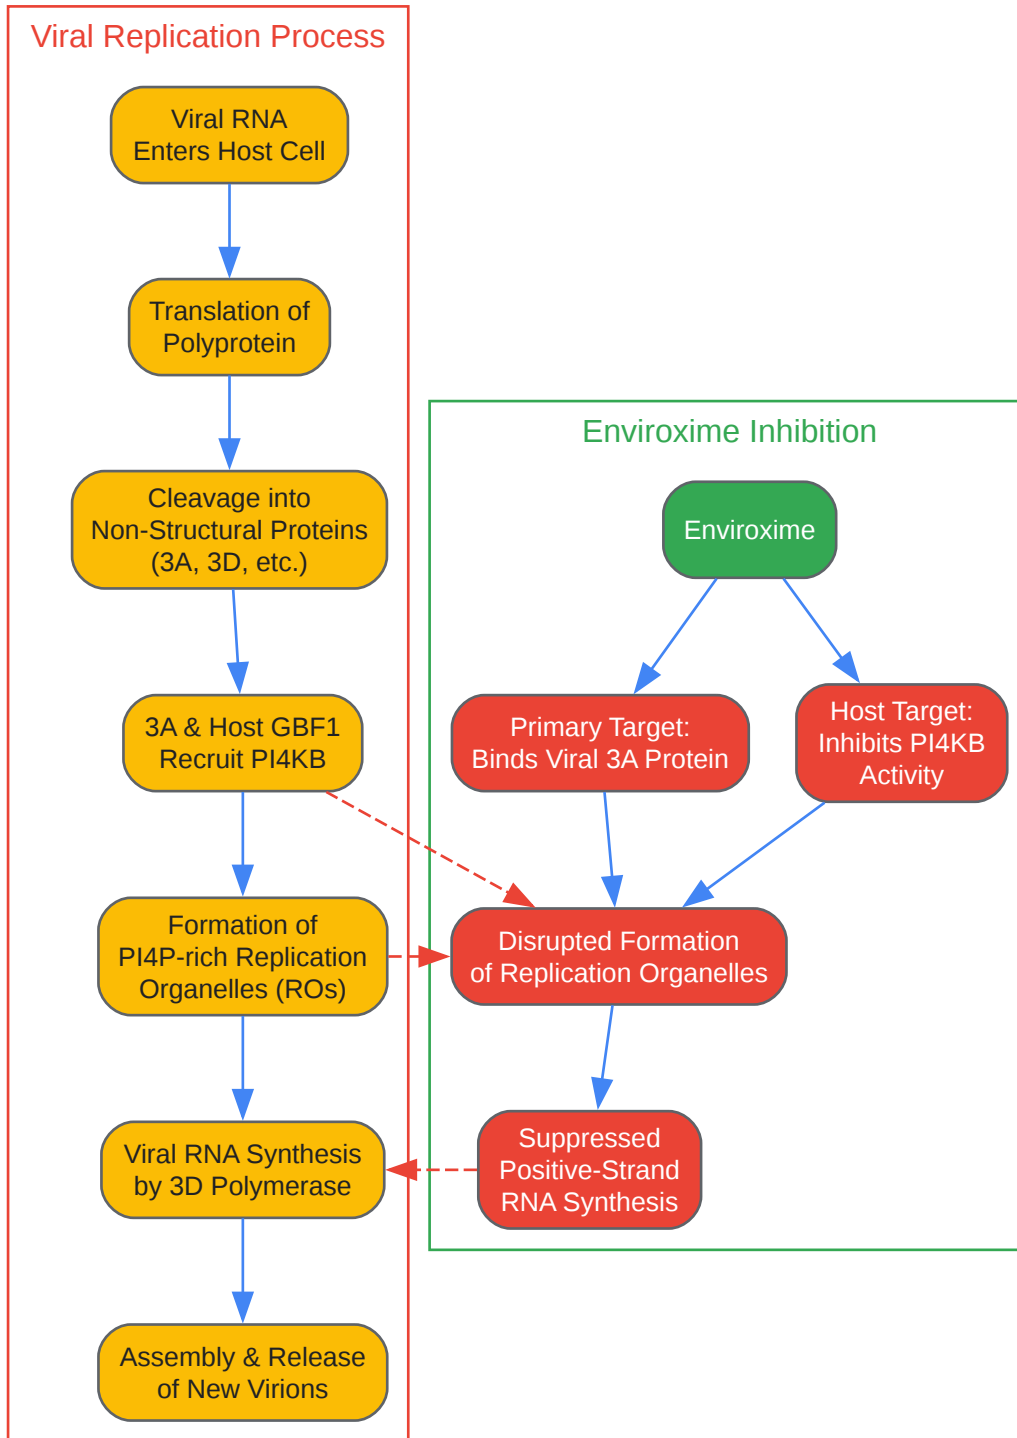 Viral Replication Process
Viral RNA
Enters Host Cell
Translation of
Polyprotein
Cleavage into
Non-Structural Proteins
(3A, 3D, etc.)
3A & Host GBF1
Recruit PI4KB
Formation of
PI4P-rich Replication
Organelles (ROs)
Viral RNA Synthesis
by 3D Polymerase
Assembly & Release
of New Virions
Enviroxime Inhibition
Enviroxime
Primary Target:
Binds Viral 3A Protein
Host Target:
Inhibits PI4KB
Activity
Disrupted Formation
of Replication Organelles
Suppressed
Positive-Strand
RNA Synthesis